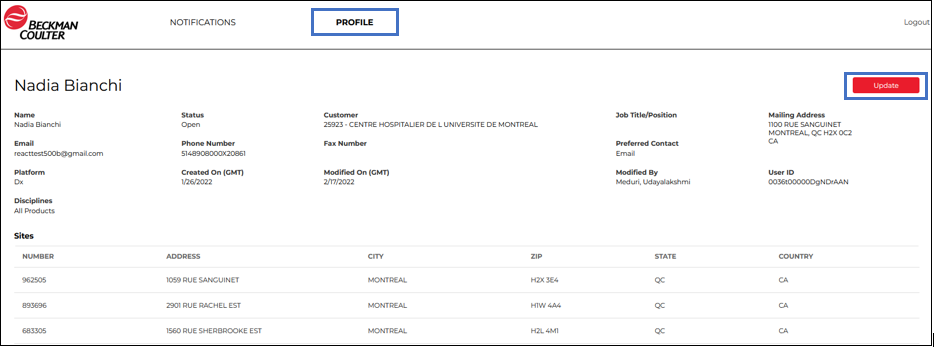 BECKMAN
COULTER
NOTIFICATIONS
PROFILE
Logout
Nadia Bianchi
Update
Name
Nadia Bianchi
Status
Open
Customer
25923 - CENTRE HOSPITALIER DE L UNIVERSITE DE MONTREAL
Job Title/Position
Mailing Address
1100 RUE SANGUINET
MONTREAL, QC H2X 0C2
CA
Email
reacttest500b@gmail.com
Phone Number
5148908000X20861
Fax Number
Preferred Contact
Email
Platform
Dx
Created On (GMT)
1/26/2022
Modified On (GMT)
2/17/2022
Modified By
Meduri, Udayalakshmi
User ID
0036t00000DgNDrAAN
Disciplines
All Products
Sites
NUMBER ADDRESS CITY ZIP STATE COUNTRY
962505 1059 RUE SANGUINET MONTREAL H2X 3E4 QC CA
893696 2901 RUE RACHEL EST MONTREAL H1W 4A4 QC CA
683305 1560 RUE SHERBROOKE EST MONTREAL H2L 4M1 QC CA